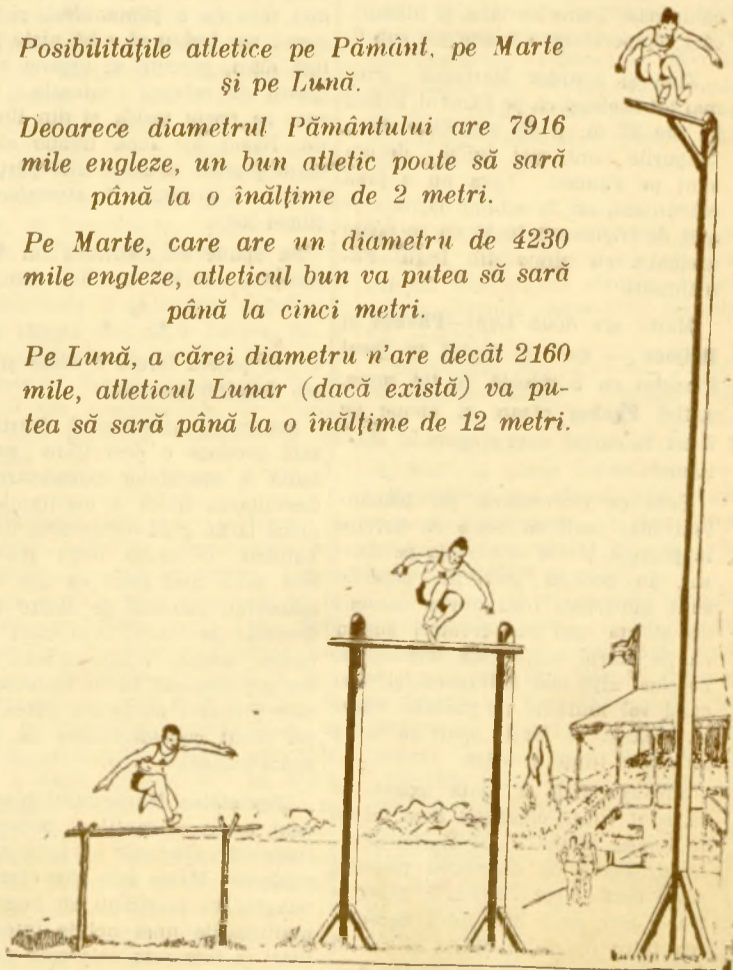 Posibilitățile atletice pe Pământ, pe Marte
și pe Lună.
Deoarece diametrul Pământului are 7916
mile engleze, un bun atletic poate să sară
până la o înălțime de 2 metri.
Pe Marte, care are un diametru de 4230
mile engleze, atleticul bun va putea să sară
până la cinci metri.
Pe Lună, a cărei diametru n'are decât 2160
mile, atleticul Lunar (dacă există) va pu-
tea să sară până la o înălțime de 12 metri.